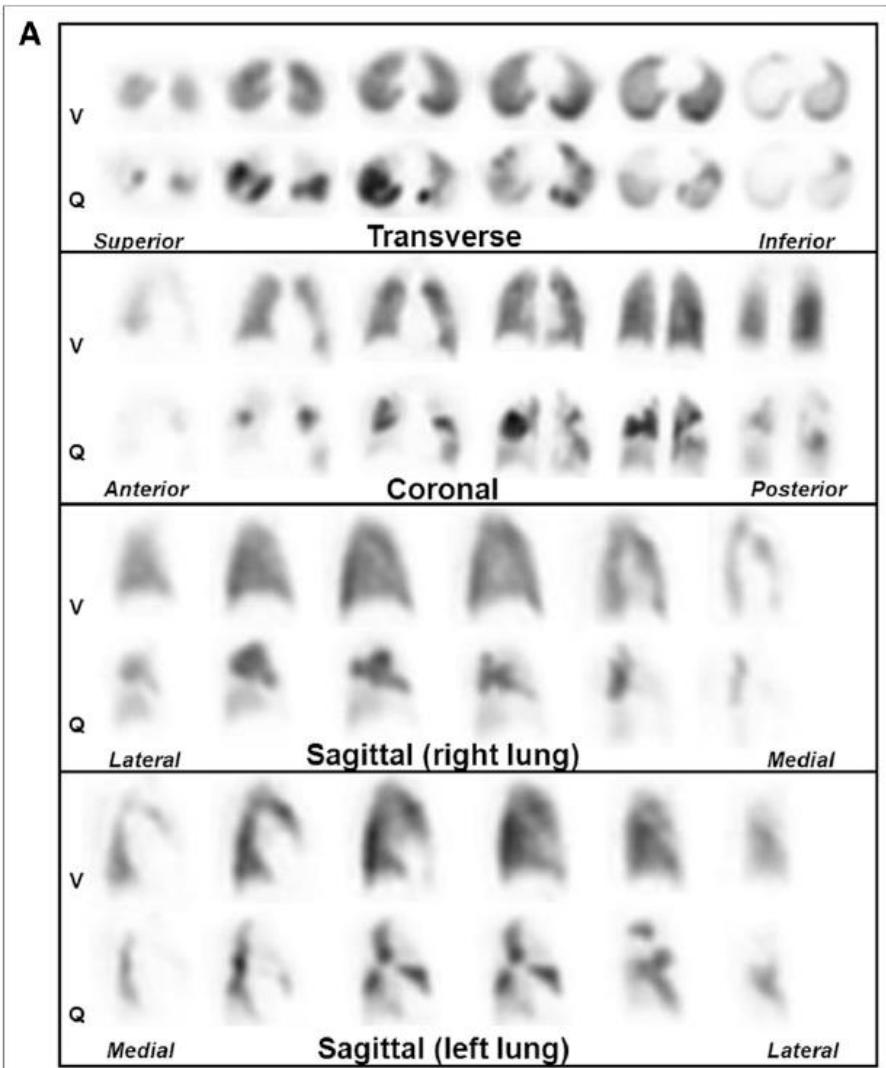 A
V
Q
Superior Transverse Inferior
V
Q
Anterior Coronal Posterior
V
Q
Lateral Sagittal (right lung) Medial
V
Q
Medial Sagittal (left lung) Lateral